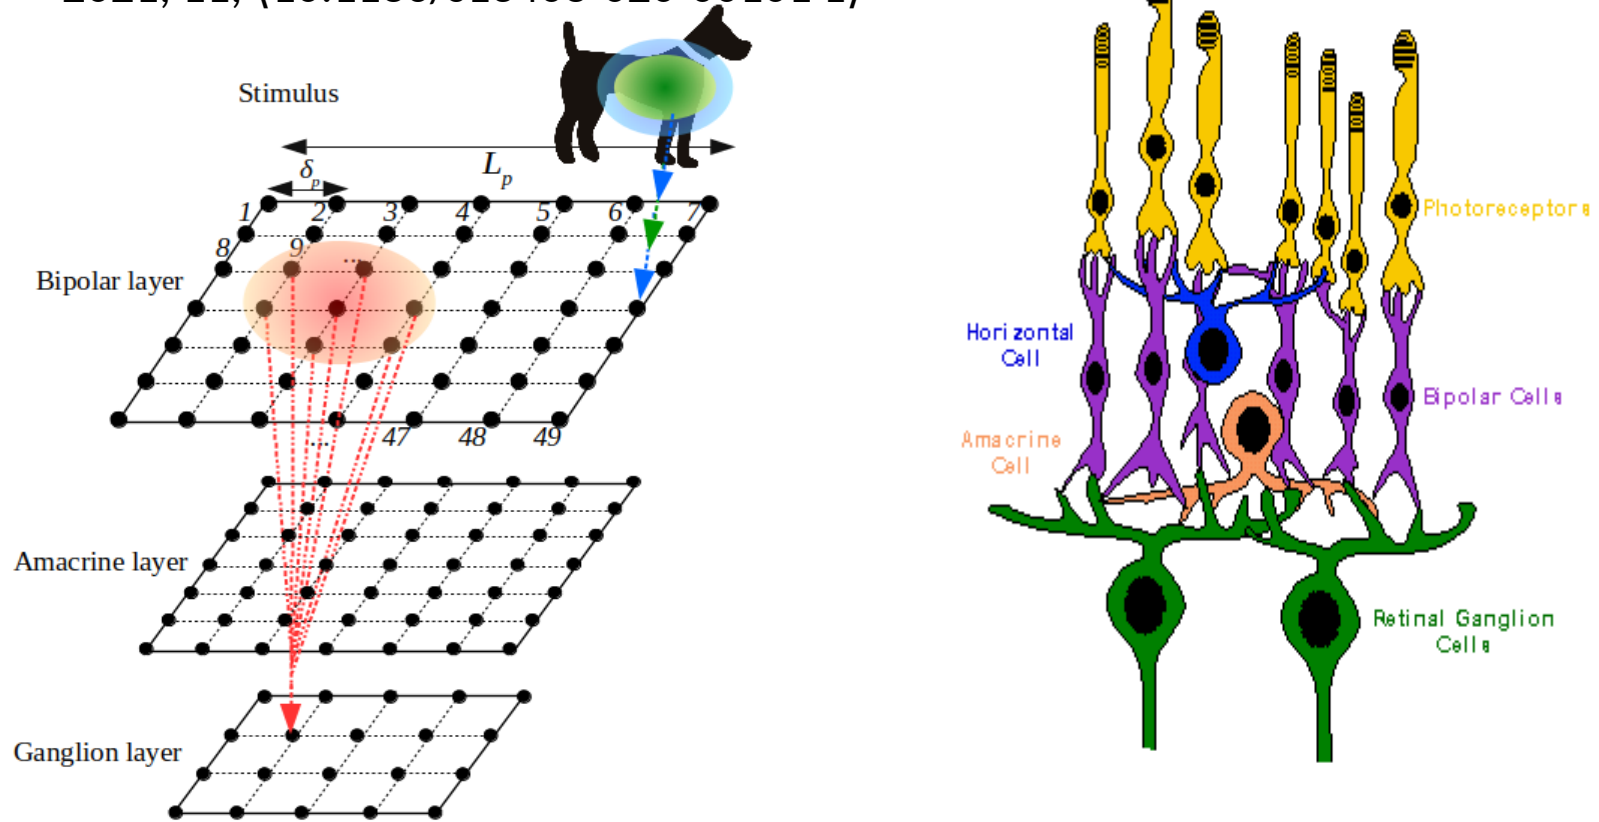 Stimulus
δp
Lp
1 2 3 4 5 6 7
8 9 ...
Bipolar layer
... 47 48 49
Amacrine layer
Ganglion layer
Photoreceptors
Horizontal
Cell
Bipolar Cells
Amacrine
Cell
Retinal Ganglion
Cells